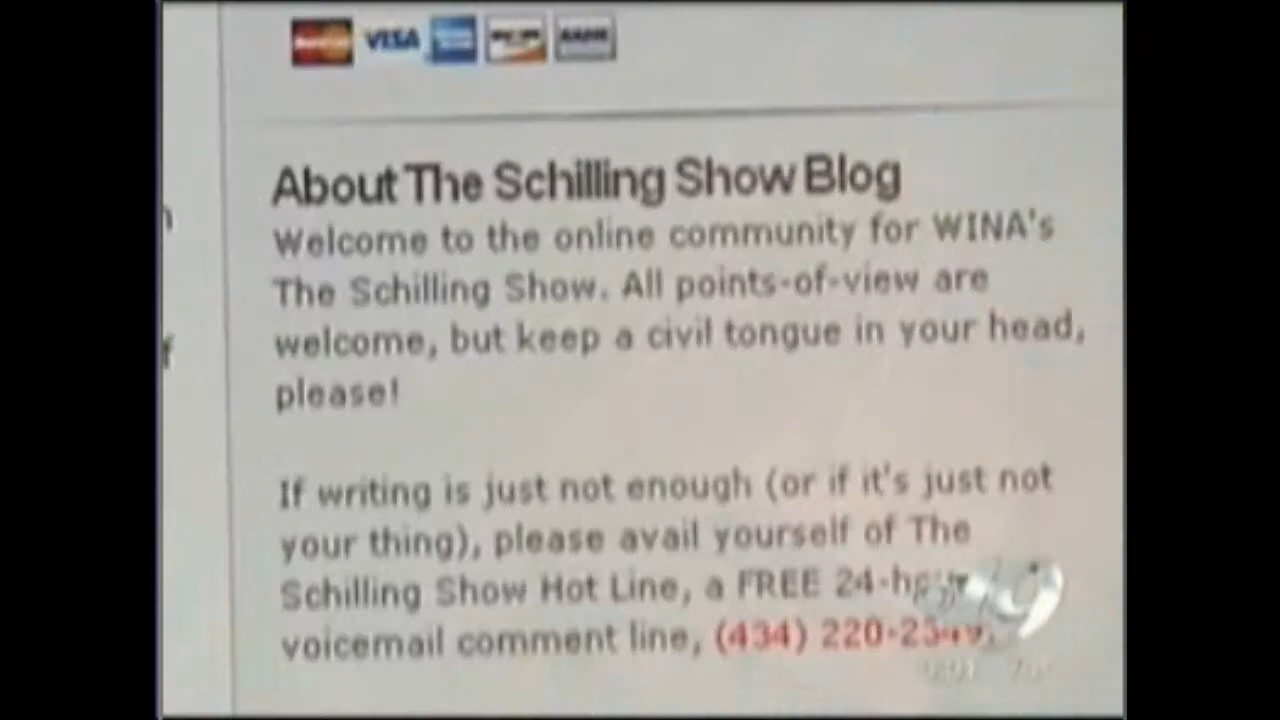 VISA
About The Schilling Show Blog
Welcome to the online community for WINA's
The Schilling Show. All points-of-view are
welcome, but keep a civil tongue in your head,
please!
If writing is just not enough (or if it's just not
your thing), please avail yourself of The
Schilling Show Hot Line, a FREE 24-hour
voicemail comment line, (434)